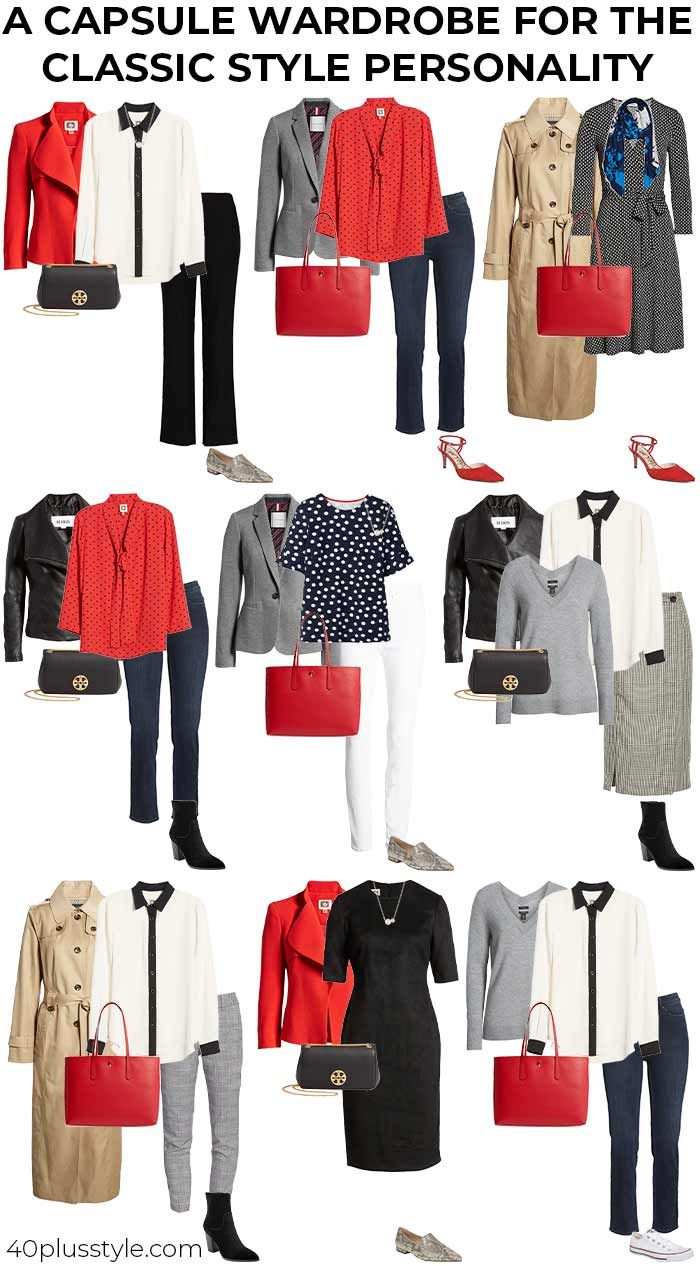 A CAPSULE WARDROBE FOR THE
CLASSIC STYLE PERSONALITY
40plusstyle.com